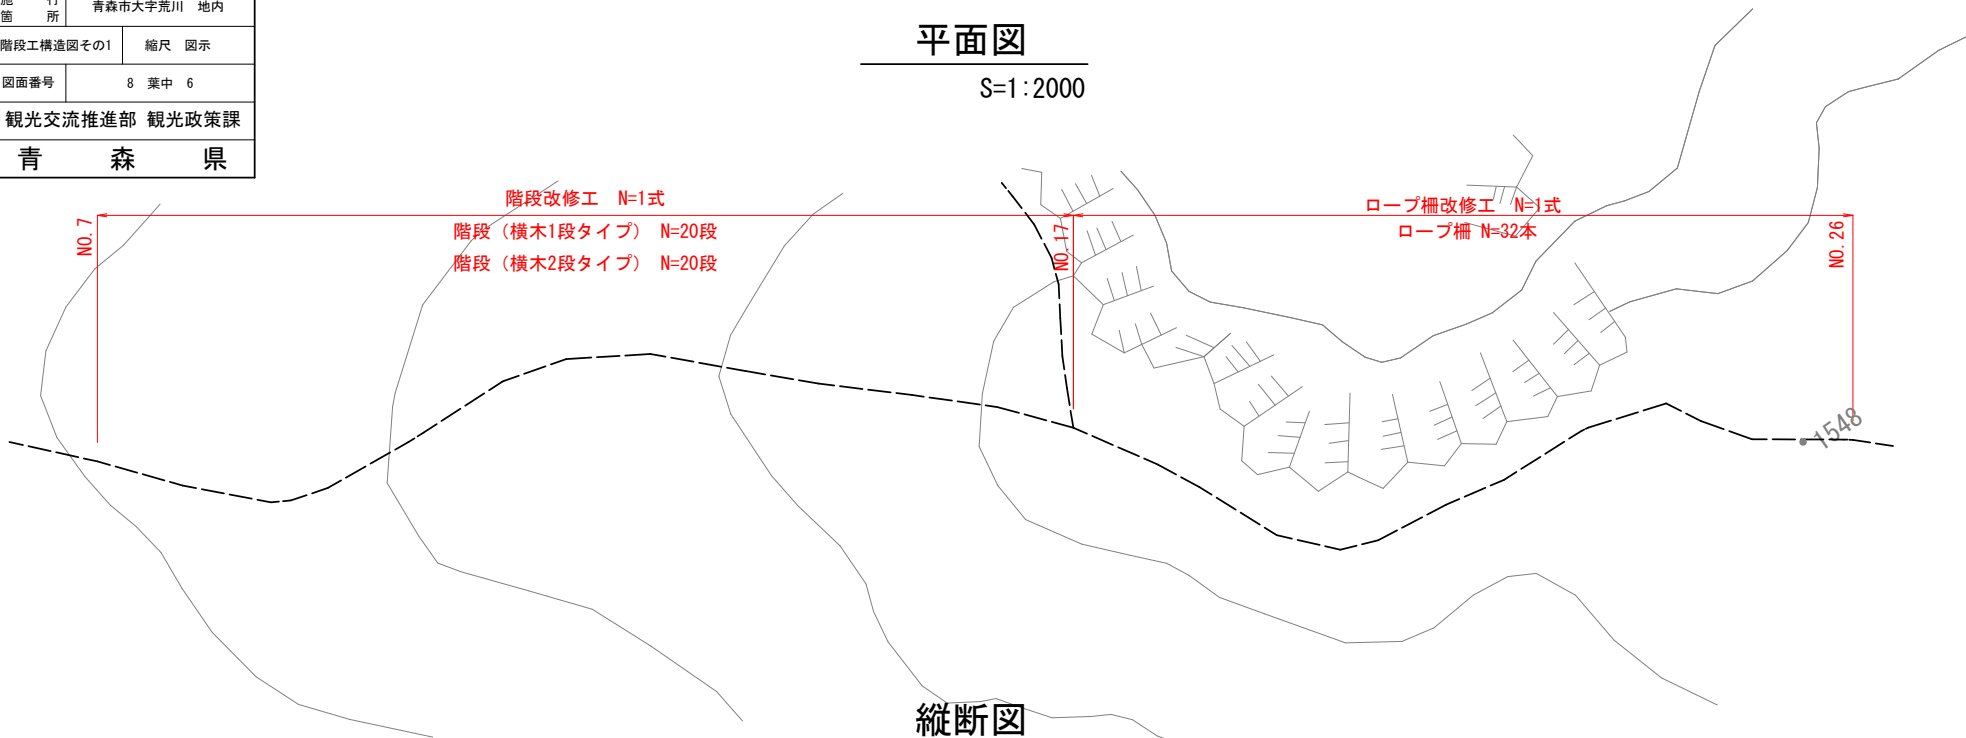 施 行
箇 所 青森市大字荒川 地内
階段工構造図その1 縮尺 図示
図面番号 8 葉中 6
観光交流推進部 観光政策課
青 森 県
平面図
S=1:2000
階段改修工 N=1式
階段（横木1段タイプ） N=20段
階段（横木2段タイプ） N=20段
ロープ柵改修工 N=1式
ロープ柵 N=32本
NO.7
NO.17
NO.26
1548
縦断図